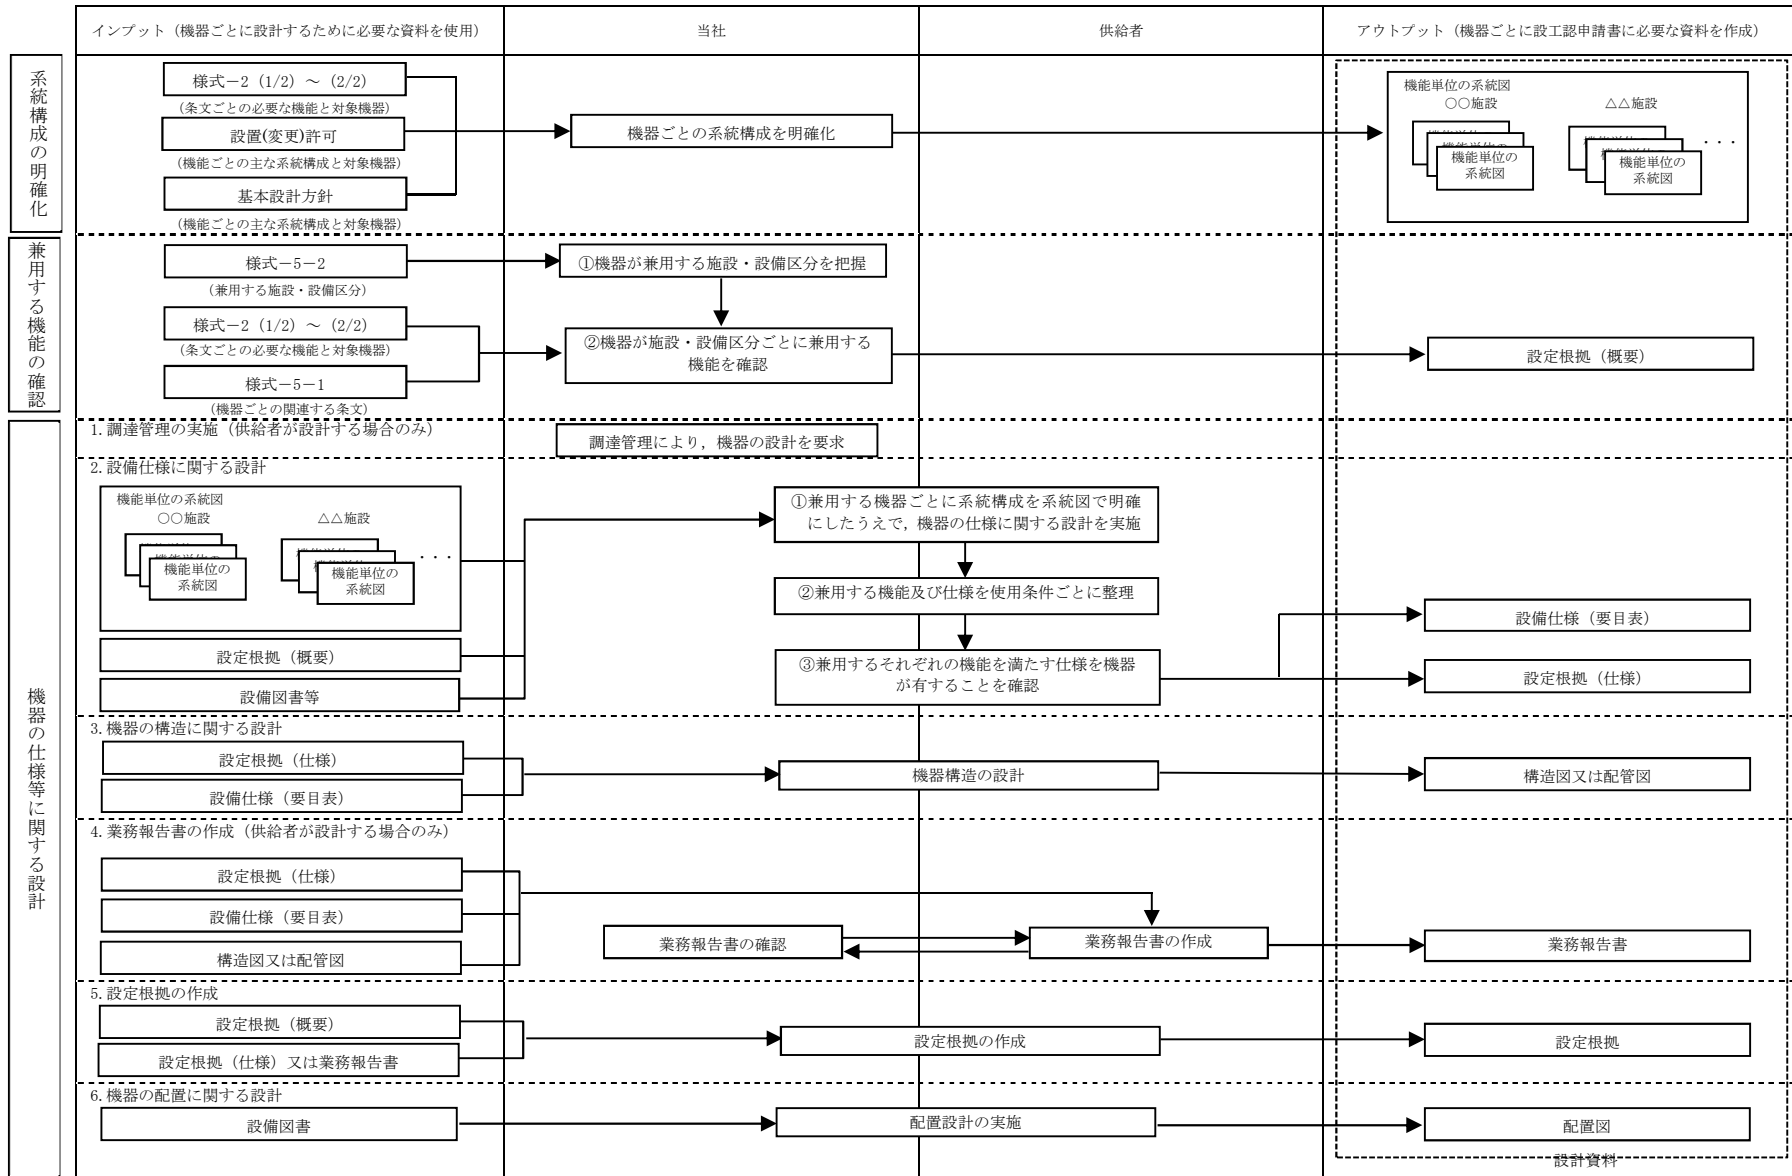 インプット（機器ごとに設計するために必要な資料を使用）
当社
供給者
アウトプット（機器ごとに設工認申請書に必要な資料を作成）
系統構成の明確化
様式－2（1/2）～（2/2）
（条文ごとの必要な機能と対象機器）
設置(変更)許可
（機能ごとの主な系統構成と対象機器）
基本設計方針
（機能ごとの主な系統構成と対象機器）
機器ごとの系統構成を明確化
機能単位の系統図
○○施設
△△施設
機能単位の
系統図
機能単位の
系統図
・・・
兼用する機能の確認
様式－5－2
（兼用する施設・設備区分）
様式－2（1/2）～（2/2）
（条文ごとの必要な機能と対象機器）
様式－5－1
（機器ごとの関連する条文）
①機器が兼用する施設・設備区分を把握
②機器が施設・設備区分ごとに兼用する
機能を確認
設定根拠（概要）
機器の仕様等に関する設計
1. 調達管理の実施（供給者が設計する場合のみ）
調達管理により，機器の設計を要求
2. 設備仕様に関する設計
機能単位の系統図
○○施設
△△施設
機能単位の
系統図
機能単位の
系統図
・・・
設定根拠（概要）
設備図書等
①兼用する機器ごとに系統構成を系統図で明確
にしたうえで，機器の仕様に関する設計を実施
②兼用する機能及び仕様を使用条件ごとに整理
③兼用するそれぞれの機能を満たす仕様を機器
が有することを確認
設備仕様（要目表）
設定根拠（仕様）
3. 機器の構造に関する設計
設定根拠（仕様）
設備仕様（要目表）
機器構造の設計
構造図又は配管図
4. 業務報告書の作成（供給者が設計する場合のみ）
設定根拠（仕様）
設備仕様（要目表）
構造図又は配管図
業務報告書の確認
業務報告書の作成
業務報告書
5. 設定根拠の作成
設定根拠（概要）
設定根拠（仕様）又は業務報告書
設定根拠の作成
設定根拠
6. 機器の配置に関する設計
設備図書
配置設計の実施
配置図
設計資料